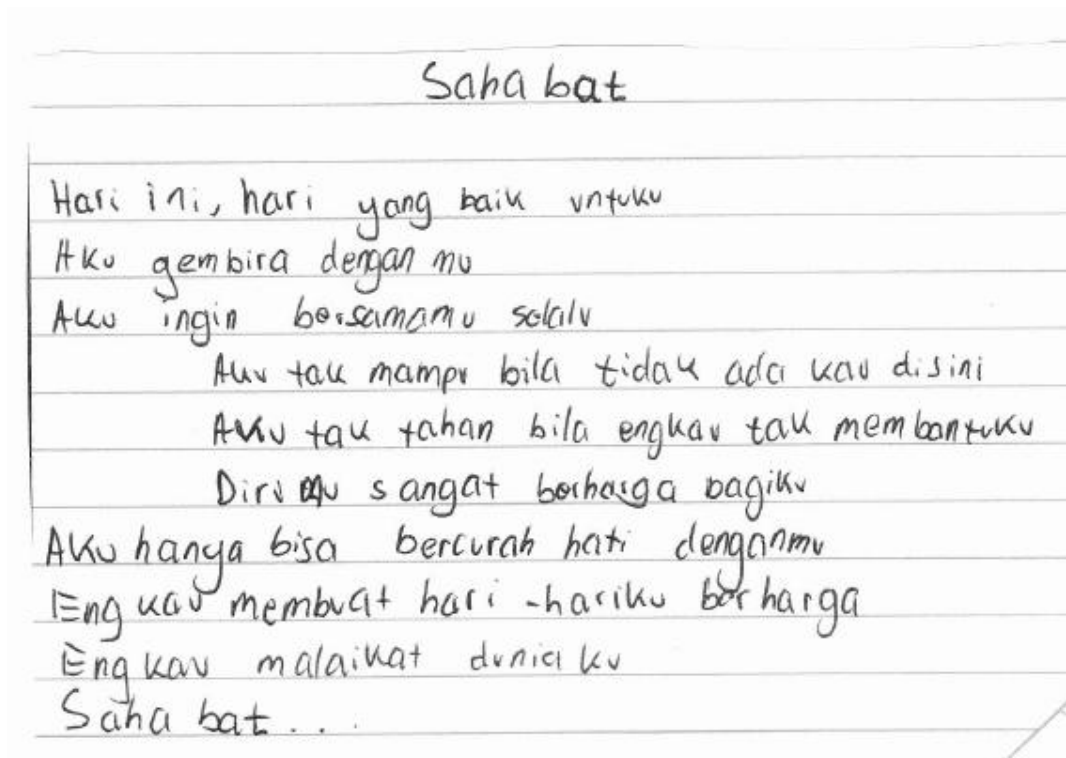 Sahabat
Hari ini, hari yang baik untuku
Aku gembira dengan mu
Aku ingin bersamamu selalu
Aku tak mampu bila tidak ada kau disini
Aku tak tahan bila engkau tak membantuku
Dirimu sangat berharga bagiku
Aku hanya bisa bercurah hati denganmu
Engkau membuat hari-hariku berharga
Engkau malaikat duniaku
Sahabat...